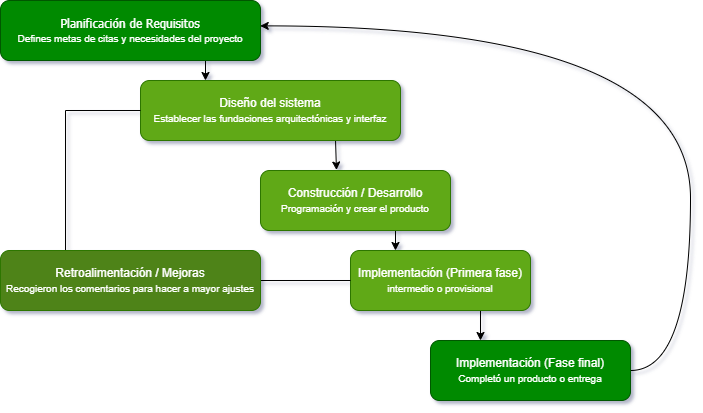 Planificación de Requisitos
Defines metas de citas y necesidades del proyecto
Diseño del sistema
Establecer las fundaciones arquitectónicas y interfaz
Construcción / Desarrollo
Programación y crear el producto
Retroalimentación / Mejoras
Recogieron los comentarios para hacer a mayor ajustes
Implementación (Primera fase)
intermedio o provisional
Implementación (Fase final)
Completó un producto o entrega